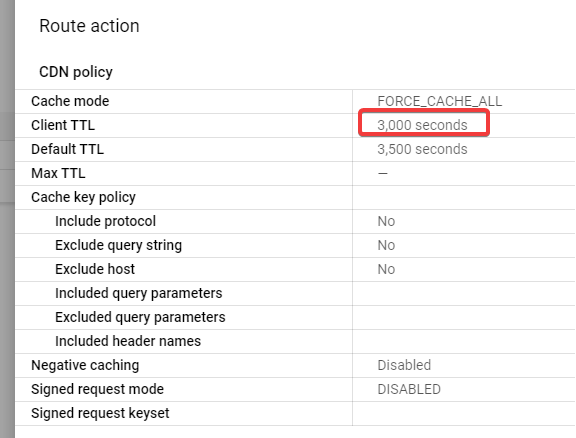 Route action
CDN policy
Cache mode FORCE_CACHE_ALL
Client TTL 3,000 seconds
Default TTL 3,500 seconds
Max TTL —
Cache key policy
Include protocol No
Exclude query string No
Exclude host No
Included query parameters
Excluded query parameters
Included header names
Negative caching Disabled
Signed request mode DISABLED
Signed request keyset